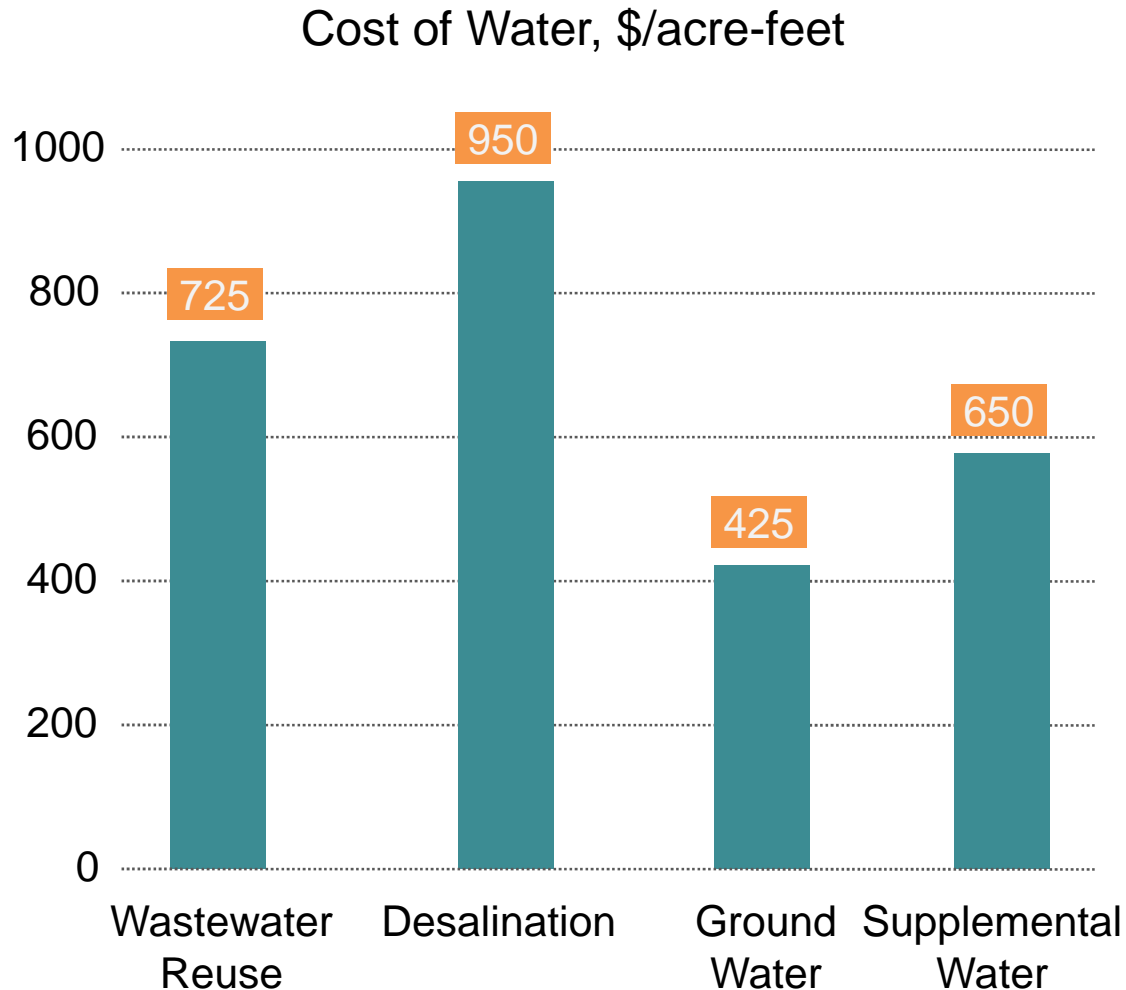 Cost of Water, $/acre-feet
1000
800
600
400
200
0
950
725
650
425
Wastewater
Reuse
Desalination
Ground
Water
Supplemental
Water